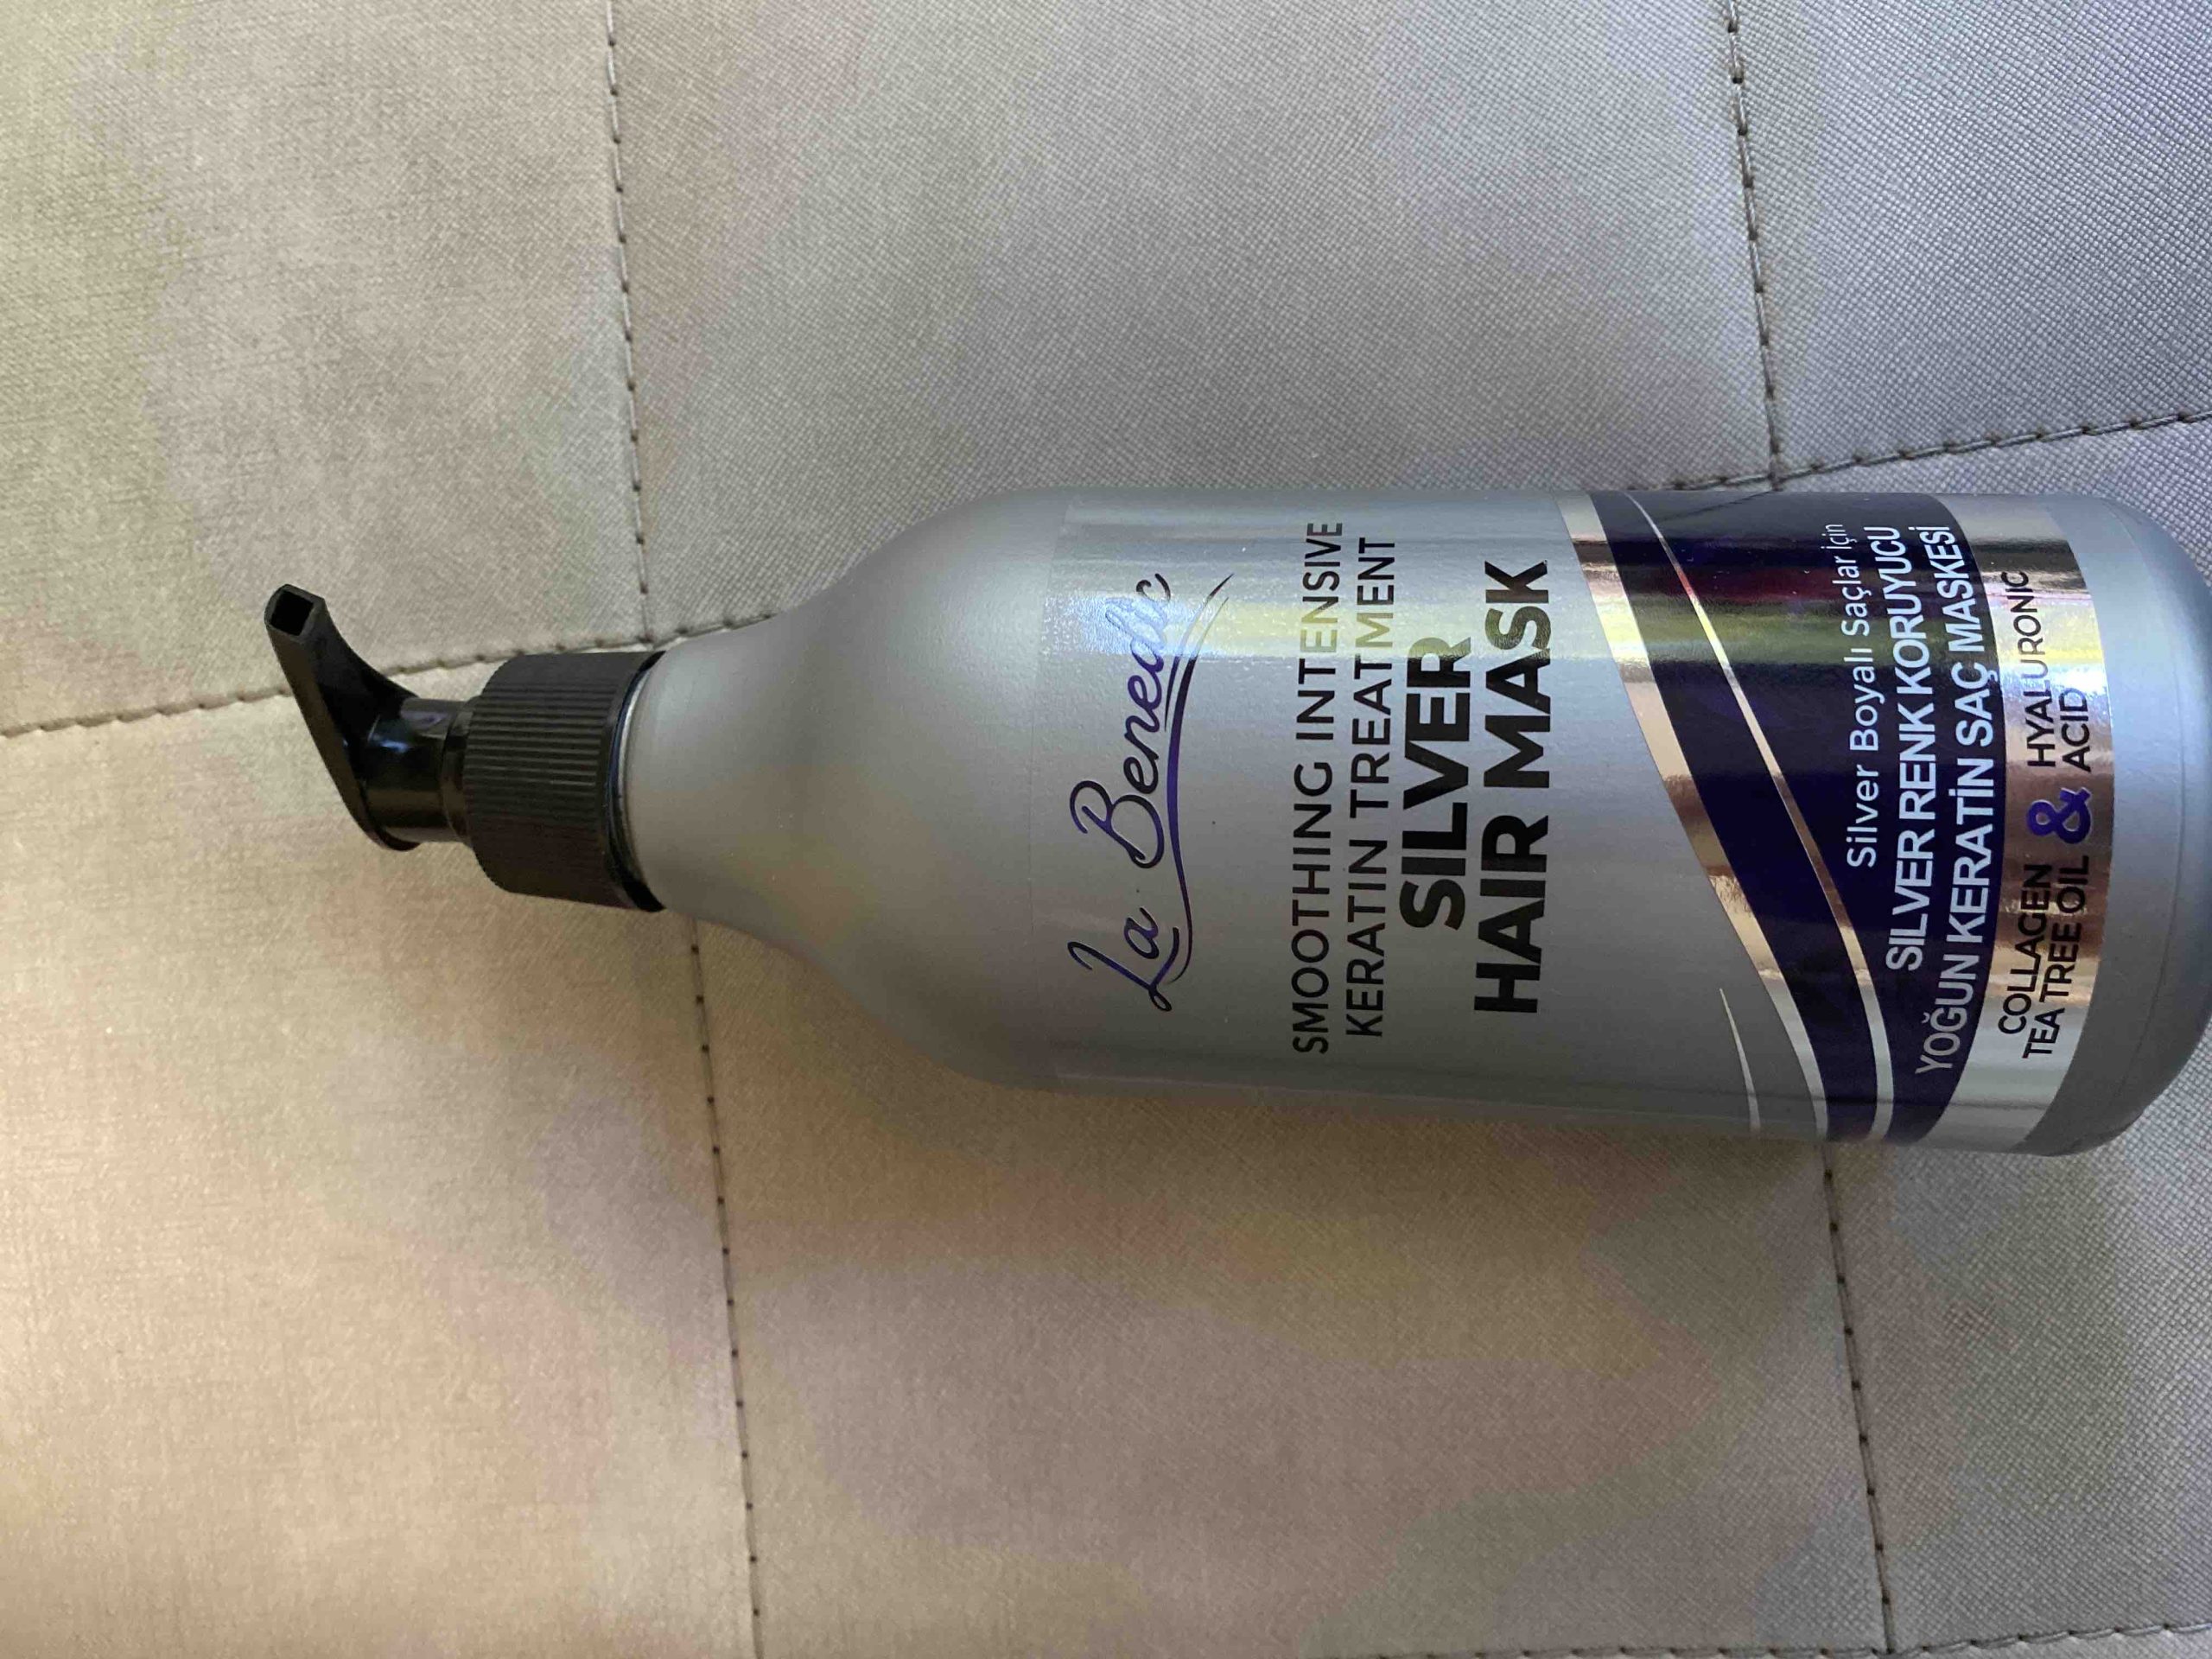 La Benedic
SMOOTHING INTENSIVE
KERATIN TREATMENT
SILVER
HAIR MASK
Silver Boyalı Saçlar İçin
SILVER RENK KORUYUCU
YOĞUN KERATİN SAÇ MASKESİ
COLLAGEN & HYALURONIC
TEA TREE OIL ACID